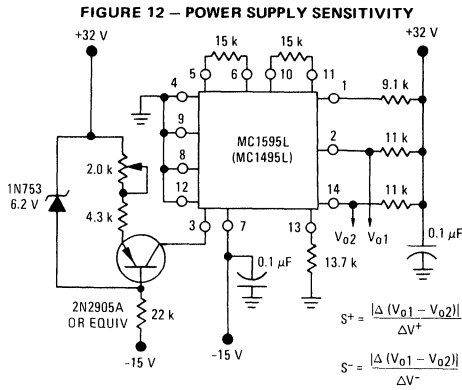 FIGURE 12 — POWER SUPPLY SENSITIVITY
+32 V
+32 V
15 k
15 k
5
6
10
11
4
1
9.1 k
9
MC1595L
(MC1495L)
2
11 k
8
2.0 k
1N753
6.2 V
12
14
11 k
4.3 k
3
7
13
Vo2
Vo1
0.1 μF
0.1 μF
13.7 k
2N2905A
OR EQUIV
22 k
-15 V
-15 V
S+ = |Δ (Vo1 – Vo2)|
ΔV+
S- = |Δ (Vo1 – Vo2)|
ΔV-